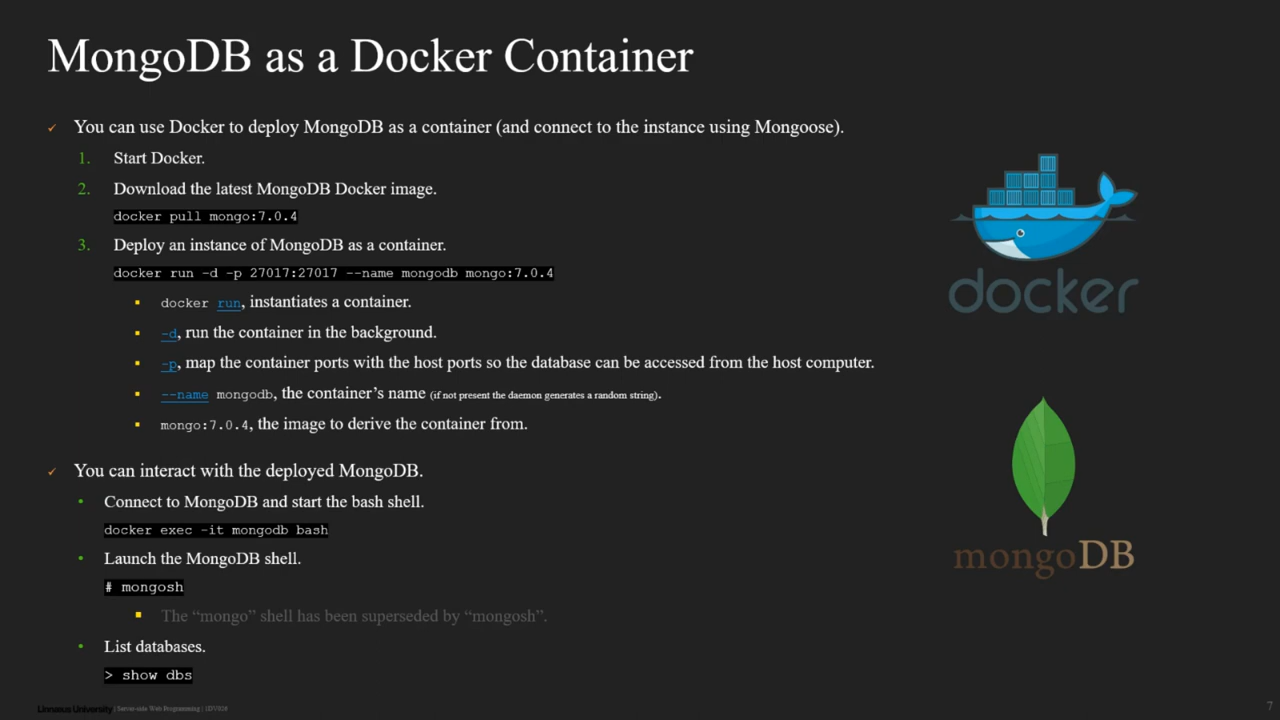 MongoDB as a Docker Container
✓ You can use Docker to deploy MongoDB as a container (and connect to the instance using Mongoose).
1. Start Docker.
2. Download the latest MongoDB Docker image.
docker pull mongo:7.0.4
3. Deploy an instance of MongoDB as a container.
docker run -d -p 27017:27017 --name mongodb mongo:7.0.4
▪ docker run, instantiates a container.
▪ -d, run the container in the background.
▪ -p, map the container ports with the host ports so the database can be accessed from the host computer.
▪ --name mongodb, the container’s name (if not present the daemon generates a random string).
▪ mongo:7.0.4, the image to derive the container from.
✓ You can interact with the deployed MongoDB.
• Connect to MongoDB and start the bash shell.
docker exec -it mongodb bash
• Launch the MongoDB shell.
# mongosh
▪ The “mongo” shell has been superseded by “mongosh”.
• List databases.
> show dbs
docker
mongoDB
Linnaeus University | Server-side Web Programming | 1DV026
7